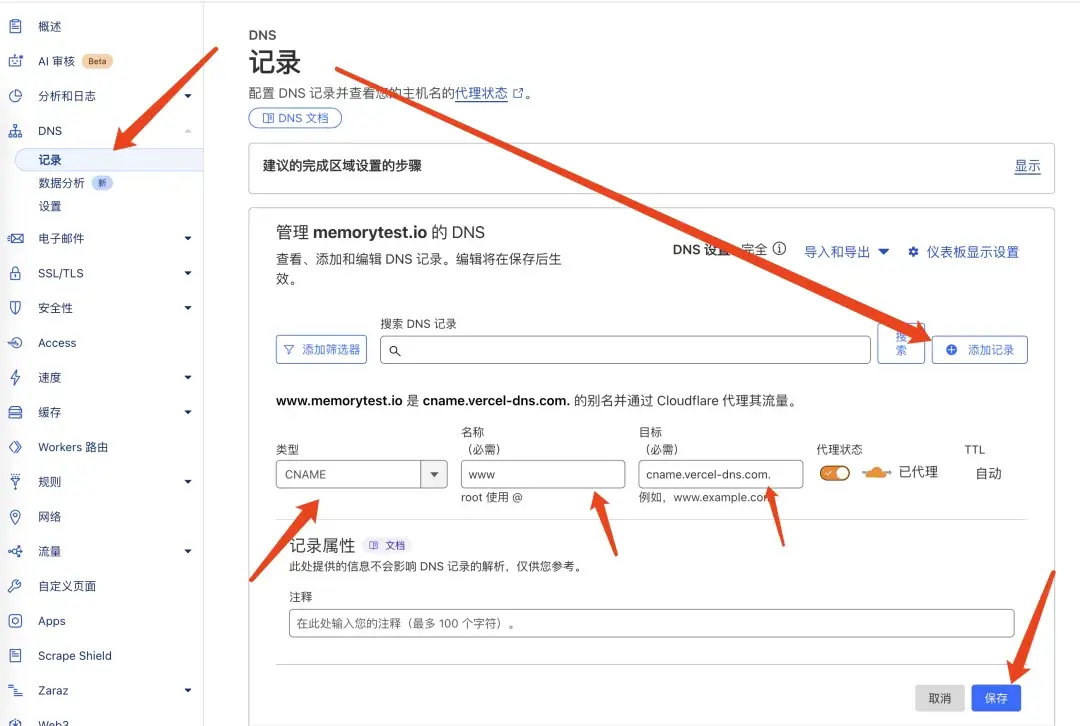 概述
AI 审核 Beta
分析和日志
DNS
记录
数据分析 新
设置
电子邮件
SSL/TLS
安全性
Access
速度
缓存
Workers 路由
规则
网络
流量
自定义页面
Apps
Scrape Shield
Zaraz
Web3
DNS
记录
配置 DNS 记录并查看您的主机名的代理状态 。
DNS 文档
建议的完成区域设置的步骤
显示
管理 memorytest.io 的 DNS
查看、添加和编辑 DNS 记录。编辑将在保存后生
效。
DNS 设置: 完全
导入和导出
仪表板显示设置
搜索 DNS 记录
添加筛选器
搜
索
添加记录
www.memorytest.io 是 cname.vercel-dns.com. 的别名并通过 Cloudflare 代理其流量。
类型
CNAME
名称
（必需）
www
root 使用 @
目标
（必需）
cname.vercel-dns.com.
例如，www.example.com
代理状态
已代理
TTL
自动
记录属性 文档
此处提供的信息不会影响 DNS 记录的解析，仅供您参考。
注释
在此处输入您的注释（最多 100 个字符）。
取消
保存